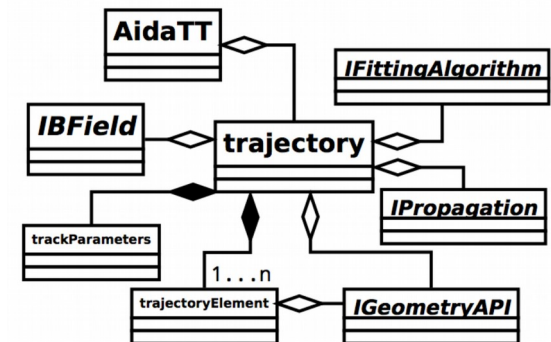 AidaTT
IFittingAlgorithm
IBField
trajectory
IPropagation
trackParameters
1...n
trajectoryElement
IGeometryAPI